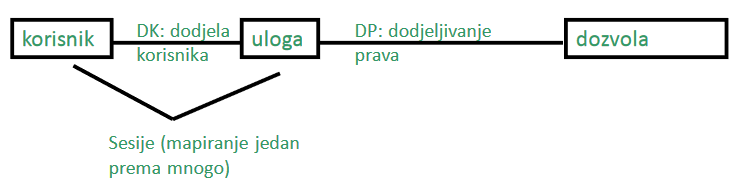 korisnik
DK: dodjela
korisnika
uloga
DP: dodjeljivanje
prava
dozvola
Sesije (mapiranje jedan
prema mnogo)